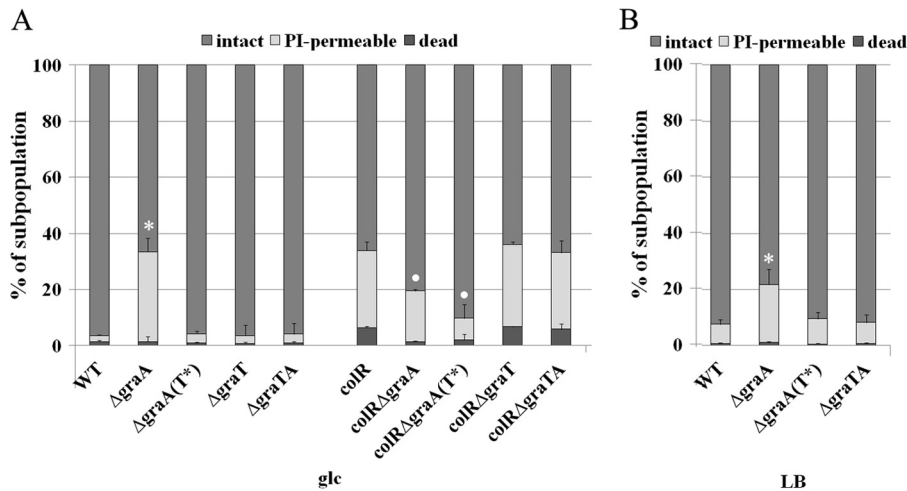 A
intact PI-permeable dead
% of subpopulation
100
80
60
40
20
0
*
WT
ΔgraA
ΔgraA(T*)
ΔgraT
ΔgraTA
colR
colRΔgraA
colRΔgraA(T*)
colRΔgraT
colRΔgraTA
glc
B
intact PI-permeable dead
% of subpopulation
100
80
60
40
20
0
*
WT
ΔgraA
ΔgraA(T*)
ΔgraTA
LB